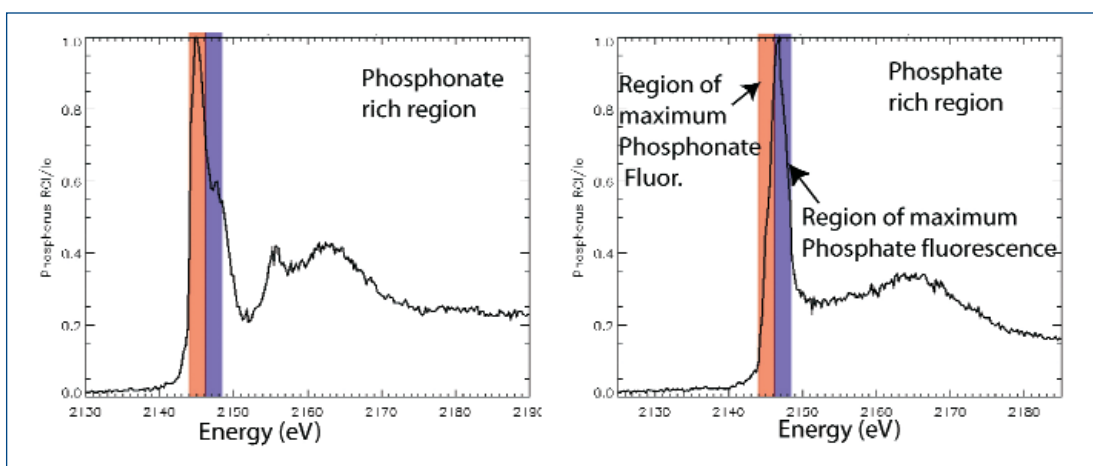 1.0
0.8
0.6
0.4
0.2
0.0
Phosphorus RCI/Io
Phosphonate
rich region
2130 2140 2150 2160 2170 2180 2190
Energy (eV)
1.0
0.8
0.6
0.4
0.2
0.0
Phosphorus RCI/Io
Region of
maximum
Phosphonate
Fluor.
Phosphate
rich region
Region of maximum
Phosphate fluorescence
2130 2140 2150 2160 2170 2180
Energy (eV)